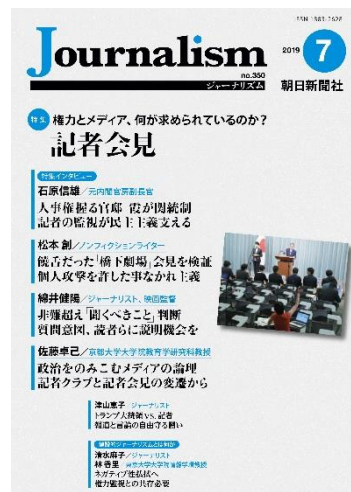 ISSN 1883-2628
Journalism
no.350
ジャーナリズム
2019
7
朝日新聞社
特集
権力とメディア、何が求められているのか?
記者会見
特集インタビュー
石原信雄/元内閣官房副長官
人事権握る官邸 霞が関統制
記者の監視が民主主義支える
松本 創/ノンフィクションライター
饒舌だった「橋下劇場」会見を検証
個人攻撃を許した事なかれ主義
綿井健陽/ジャーナリスト、映画監督
非難超え「聞くべきこと」判断
質問意図、読者らに説明機会を
佐藤卓己/京都大学大学院教育学研究科教授
政治をのみこむメディアの論理
記者クラブと記者会見の変遷から
津山恵子/ジャーナリスト
トランプ大統領VS.記者
報道と言論の自由守る闘い
清水麻子/ジャーナリスト
林 香里/東京大学大学院情報学環教授
ネガティブ性払拭へ
権力監視との共存必要